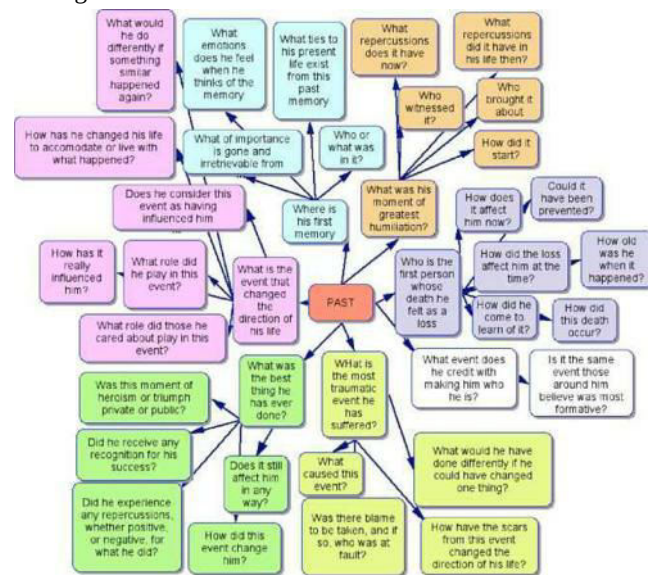 What would
he do
differently if
something
similar
happened
again?
What
emotions
does he feel
when he
thinks of the
memory
What ties to
his present
life exist
from this
past
memory
What
repercussions
does it have
now?
What
repercussions
did it have in
his life then?
Who
witnessed
it?
Who
brought it
about
How did it
start?
How has he changed his life
to accomodate or live with
what happened?
What of importance
is gone and
irretrievable from
Who or
what was
in it?
What was his
moment of
greatest
humiliation?
Does he consider this
event as having
influenced him
Where is
his first
memory
How does
it affect
him now?
Could it
have been
prevented?
How has it
really
influenced
him?
What role did
he play in this
event?
What is the
event that
changed
the
direction of
his life
PAST
Who is the
first person
whose
death he
felt as a
loss
How did the loss
affect him at the
time?
How old
was he
when it
happened?
How did he
come to
learn of it?
How did
this death
occur?
What role did those he
cared about play in this
event?
What event does
he credit with
making him who
he is?
Is it the same
event those
around him
believe was most
formative?
What was
the best
thing he
has ever
done?
WHat is
the most
traumatic
event he
has
suffered?
Was this moment of
heroism or triumph
private or public?
Did he receive any
recognition for his
success?
Does it still
affect him
in any
way?
What
caused this
event?
What would he have
done differently if he
could have changed
one thing?
Did he experience
any repercussions,
whether positive,
or negative, for
what he did?
How did this
event change
him?
Was there blame
to be taken, and if
so, who was at
fault?
How have the scars
from this event
changed the
direction of his life?